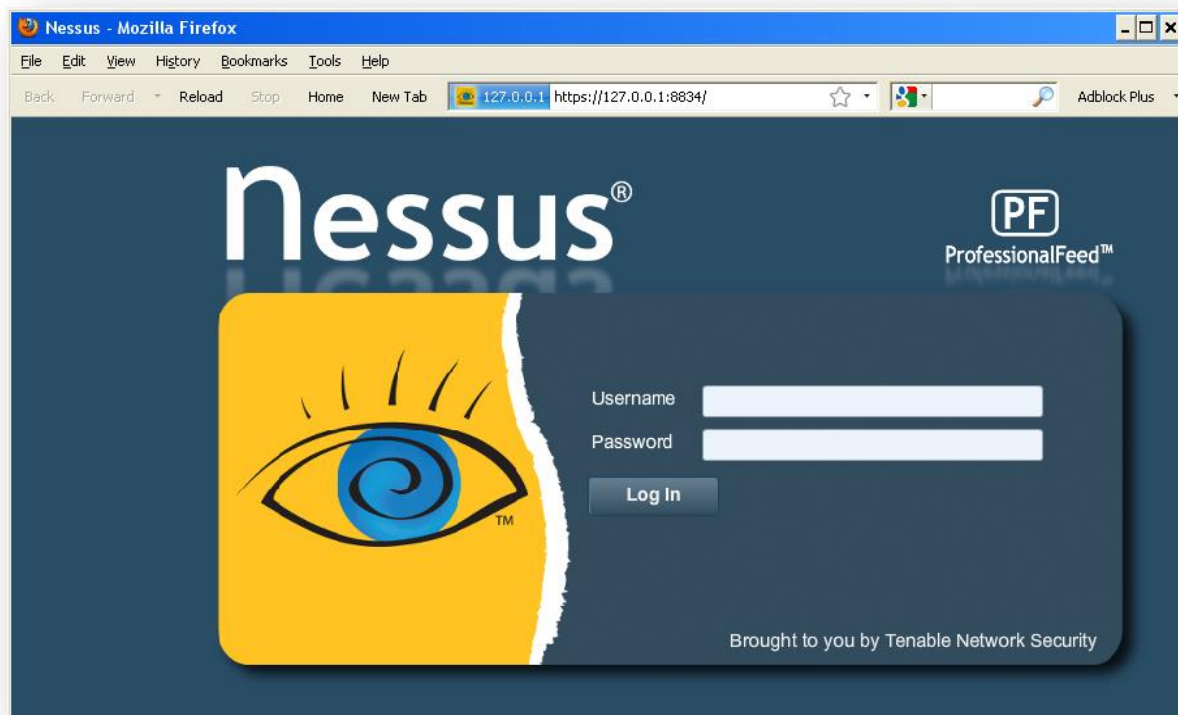 Nessus - Mozilla Firefox
File Edit View History Bookmarks Tools Help
Back Forward Reload Stop Home New Tab 127.0.0.1 https://127.0.0.1:8834/ Adblock Plus
Nessus®
PF
ProfessionalFeed™
Username
Password
Log In
TM
Brought to you by Tenable Network Security